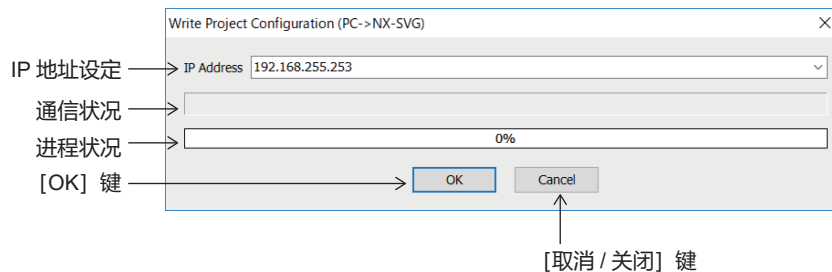 Write Project Configuration (PC->NX-SVG)
IP 地址设定
IP Address 192.168.255.253
通信状况
进程状况
0%
[OK] 键
OK Cancel
[取消 / 关闭] 键